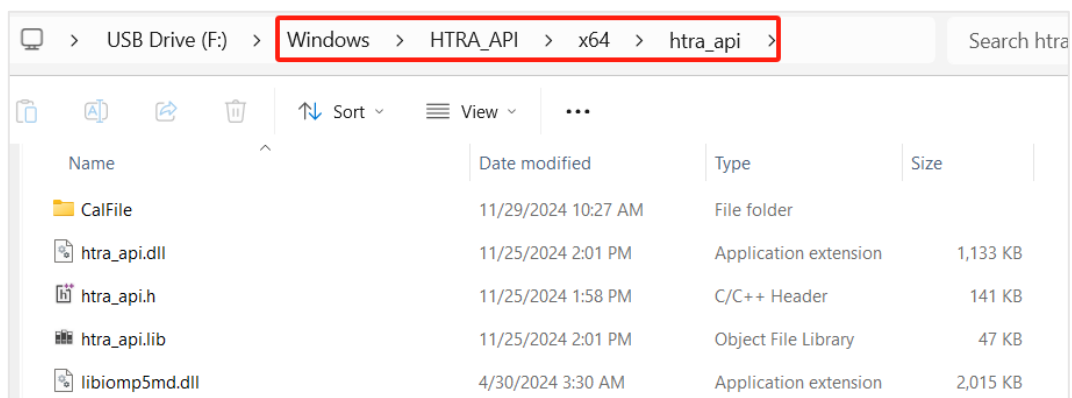 USB Drive (F:) > Windows > HTRA_API > x64 > htra_api > Search htra
Sort View
Name Date modified Type Size
CalFile 11/29/2024 10:27 AM File folder
htra_api.dll 11/25/2024 2:01 PM Application extension 1,133 KB
htra_api.h 11/25/2024 1:58 PM C/C++ Header 141 KB
htra_api.lib 11/25/2024 2:01 PM Object File Library 47 KB
libiomp5md.dll 4/30/2024 3:30 AM Application extension 2,015 KB